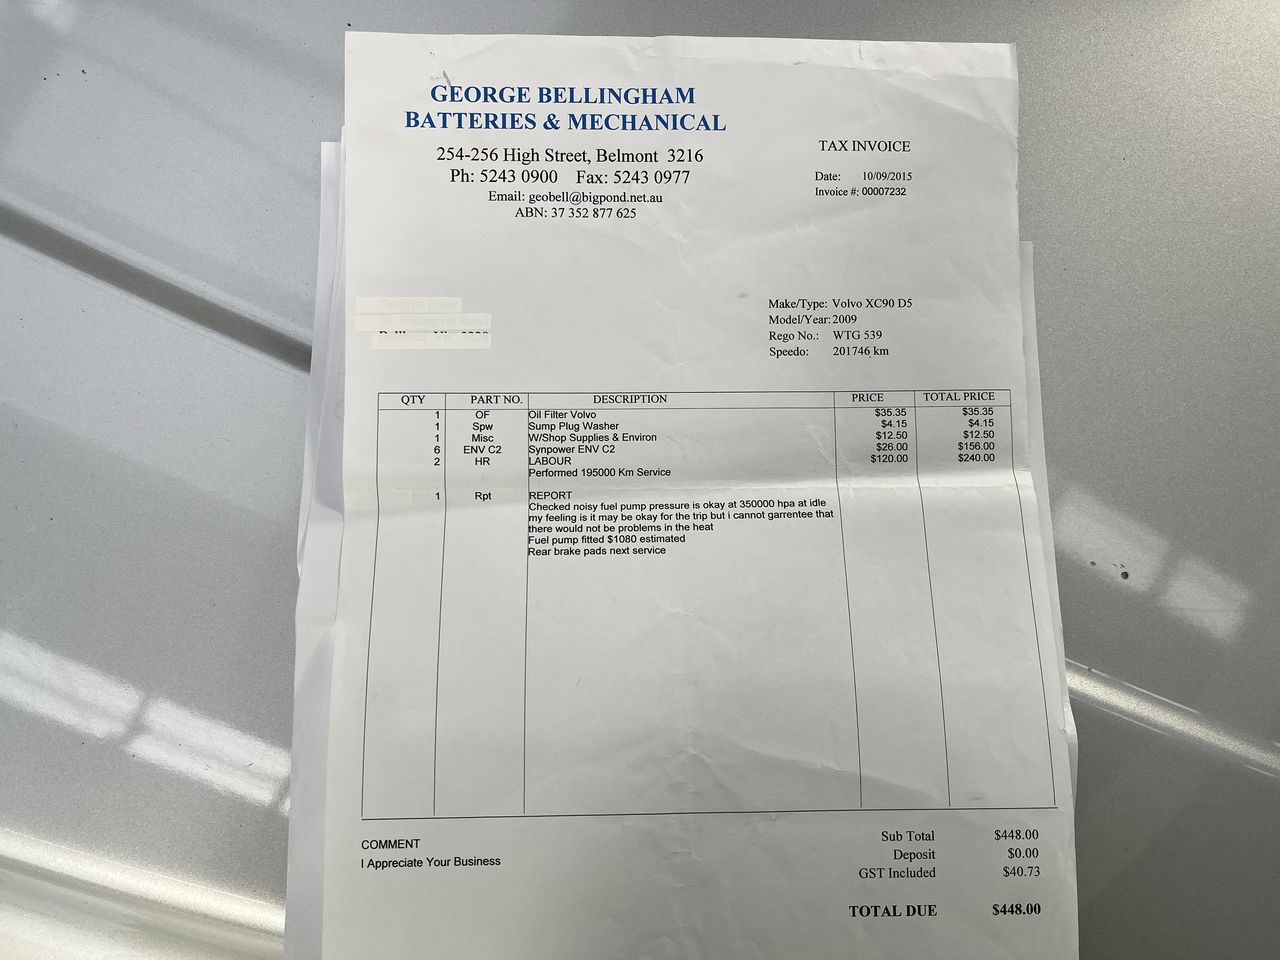 GEORGE BELLINGHAM
BATTERIES & MECHANICAL
254-256 High Street, Belmont 3216
Ph: 5243 0900 Fax: 5243 0977
Email: geobell@bigpond.net.au
ABN: 37 352 877 625
TAX INVOICE
Date: 10/09/2015
Invoice #: 00007232
Make/Type: Volvo XC90 D5
Model/Year: 2009
Rego No.: WTG 539
Speedo: 201746 km
QTY PART NO. DESCRIPTION PRICE TOTAL PRICE
1 OF Oil Filter Volvo $35.35 $35.35
1 Spw Sump Plug Washer $4.15 $4.15
1 Misc W/Shop Supplies & Environ $12.50 $12.50
6 ENV C2 Synpower ENV C2 $26.00 $156.00
2 HR LABOUR $120.00 $240.00
Performed 195000 Km Service
1 Rpt REPORT
Checked noisy fuel pump pressure is okay at 350000 hpa at idle
my feeling is it may be okay for the trip but i cannot garrentee that
there would not be problems in the heat
Fuel pump fitted $1080 estimated
Rear brake pads next service
COMMENT
I Appreciate Your Business
Sub Total $448.00
Deposit $0.00
GST Included $40.73
TOTAL DUE $448.00